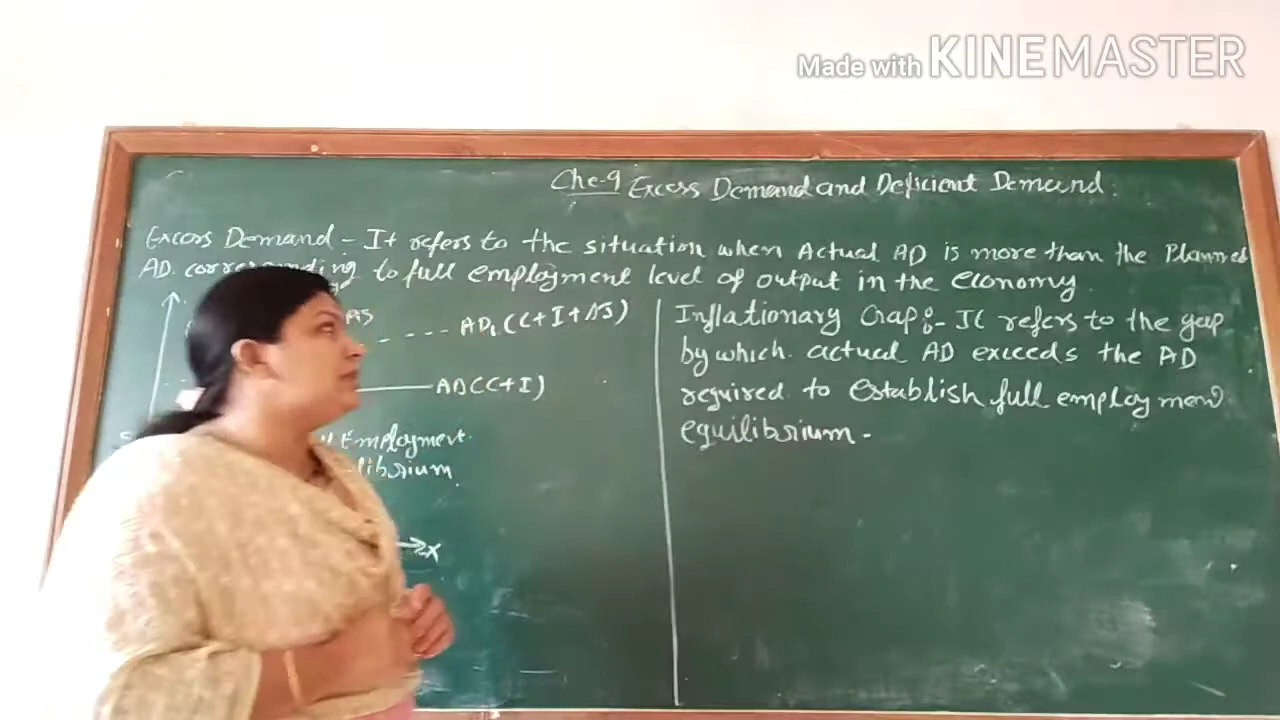 Made with KINEMASTER
Che-9 Excess Demand and Deficient Demand.
Excess Demand - It refers to the situation when Actual AD is more than the Planned
AD. corresponding to full employment level of output in the economy.
AS
AD₁ (C+I+ΔI)
AD (C+I)
Employment
librium
X
Inflationary Gap:- It refers to the gap
by which actual AD exceeds the AD
required to establish full employment
equilibrium.